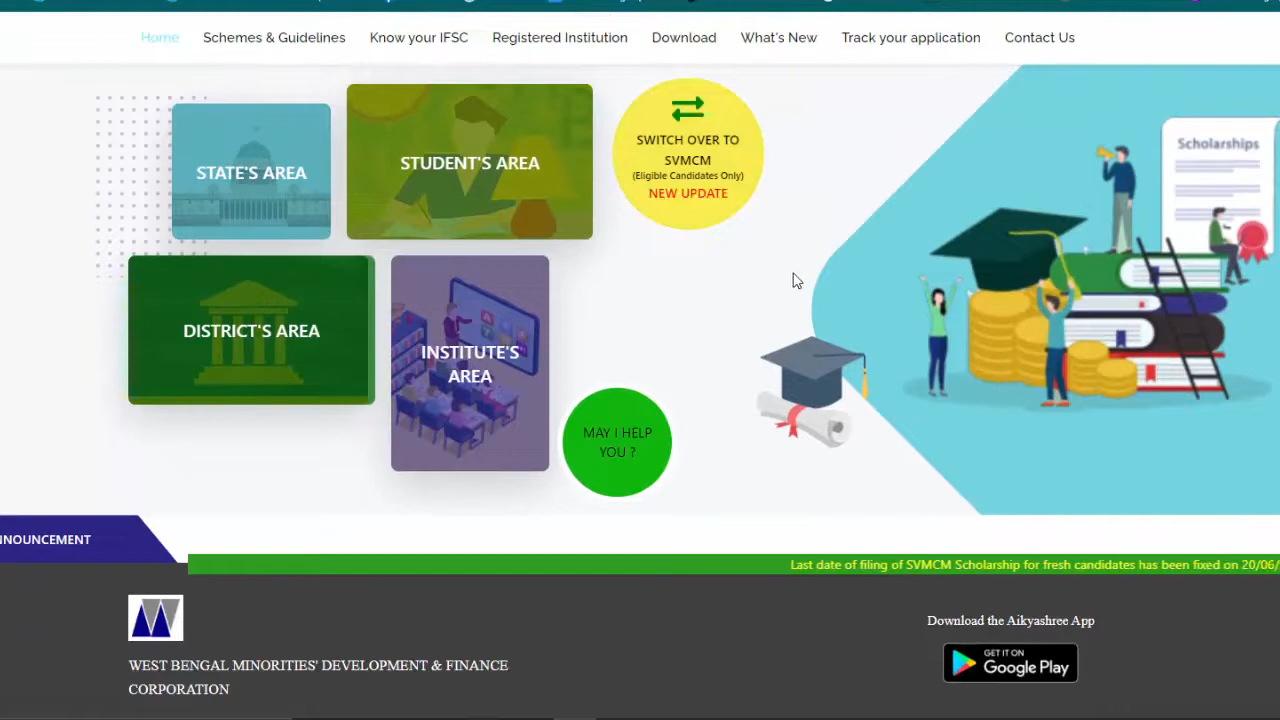 Home Schemes & Guidelines Know your IFSC Registered Institution Download What's New Track your application Contact Us
STATE'S AREA
STUDENT'S AREA
SWITCH OVER TO
SVMCM
(Eligible Candidates Only)
NEW UPDATE
Scholarships
DISTRICT'S AREA
INSTITUTE'S
AREA
MAY I HELP
YOU ?
NNOUNCEMENT
Last date of filing of SVMCM Scholarship for fresh candidates has been fixed on 20/06/
WEST BENGAL MINORITIES' DEVELOPMENT & FINANCE
CORPORATION
Download the Aikyashree App
GET IT ON
Google Play